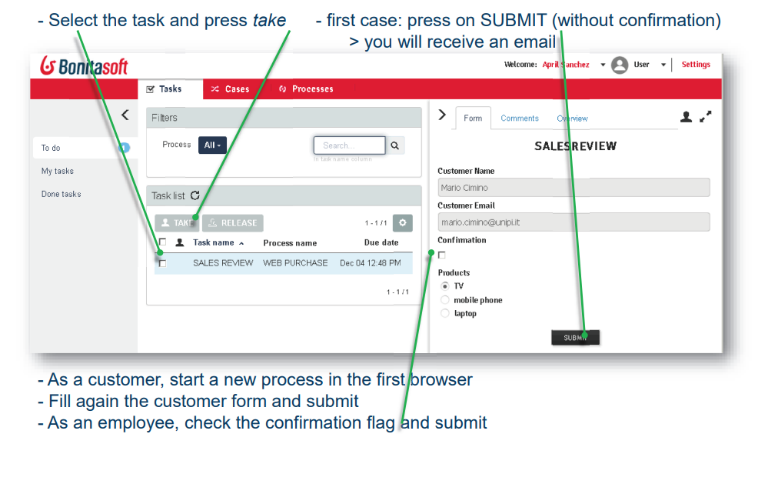 - Select the task and press take
- first case: press on SUBMIT (without confirmation)
> you will receive an email
Bonitasoft
Welcome: April Sanchez
User
Settings
Tasks
Cases
Processes
Filters
Process
All
Search...
in task name column
To do
My tasks
Done tasks
Task list
TAKE
RELEASE
1 - 1 / 1
Task name
Process name
Due date
SALES REVIEW
WEB PURCHASE
Dec 04 12:48 PM
1 - 1 / 1
Form
Comments
Overview
SALESREVIEW
Customer Name
Mario Cimino
Customer Email
mario.cimino@unipi.it
Confirmation
Products
TV
mobile phone
laptop
SUBMIT
- As a customer, start a new process in the first browser
- Fill again the customer form and submit
- As an employee, check the confirmation flag and submit